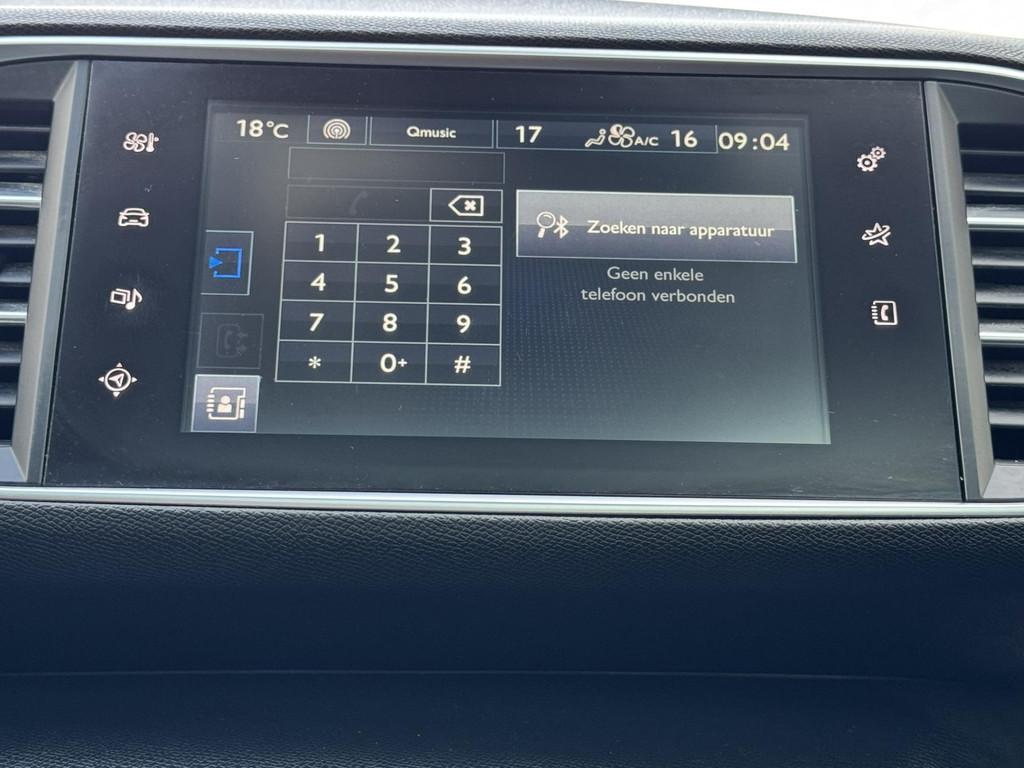 18°C Qmusic 17 A/C 16 09:04
1 2 3
4 5 6
7 8 9
* 0+ #
Zoeken naar apparatuur
Geen enkele
telefoon verbonden